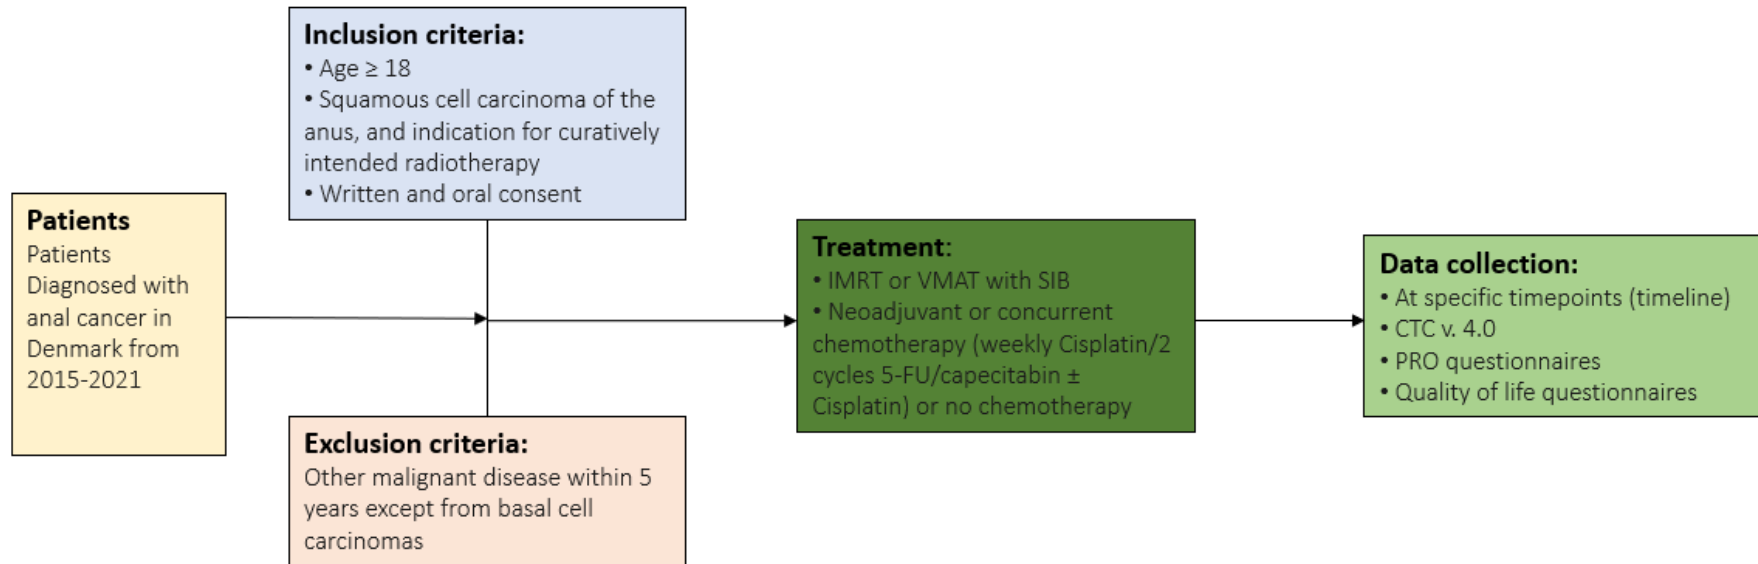 Patients
Patients
Diagnosed with
anal cancer in
Denmark from
2015-2021
Inclusion criteria:
• Age ≥ 18
• Squamous cell carcinoma of the
anus, and indication for curatively
intended radiotherapy
• Written and oral consent
Exclusion criteria:
Other malignant disease within 5
years except from basal cell
carcinomas
Treatment:
• IMRT or VMAT with SIB
• Neoadjuvant or concurrent
chemotherapy (weekly Cisplatin/2
cycles 5-FU/capecitabin ±
Cisplatin) or no chemotherapy
Data collection:
• At specific timepoints (timeline)
• CTC v. 4.0
• PRO questionnaires
• Quality of life questionnaires